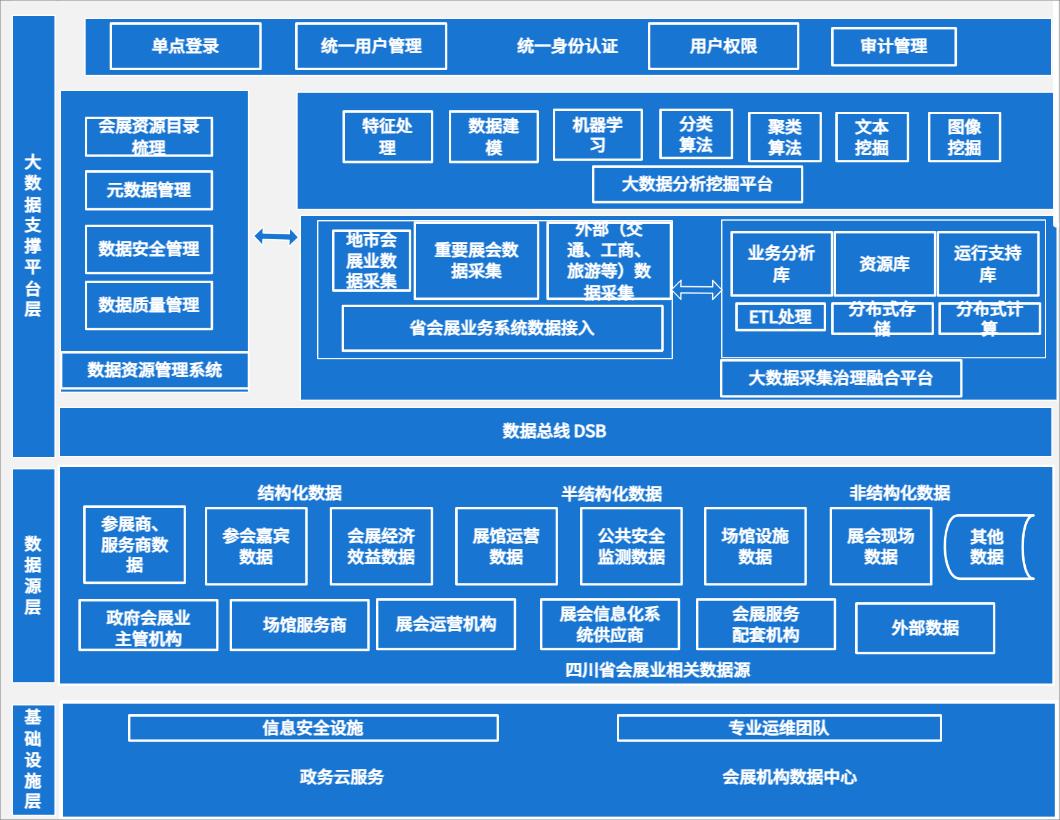 大数据支撑平台层
单点登录
统一用户管理
统一身份认证
用户权限
审计管理
会展资源目录
梳理
元数据管理
数据安全管理
数据质量管理
数据资源管理系统
特征处
理
数据建
模
机器学
习
分类
算法
聚类
算法
文本
挖掘
图像
挖掘
大数据分析挖掘平台
地市会
展业数
据采集
重要展会数
据采集
外部（交
通、工商、
旅游等）数
据采集
省会展业务系统数据接入
业务分析
库
资源库
运行支持
库
ETL处理
分布式存
储
分布式计
算
大数据采集治理融合平台
数据总线 DSB
数据源层
结构化数据
半结构化数据
非结构化数据
参展商、
服务商数
据
参会嘉宾
数据
会展经济
效益数据
展馆运营
数据
公共安全
监测数据
场馆设施
数据
展会现场
数据
其他
数据
政府会展业
主管机构
场馆服务商
展会运营机构
展会信息化系
统供应商
会展服务
配套机构
外部数据
四川省会展业相关数据源
基础设施层
信息安全设施
专业运维团队
政务云服务
会展机构数据中心